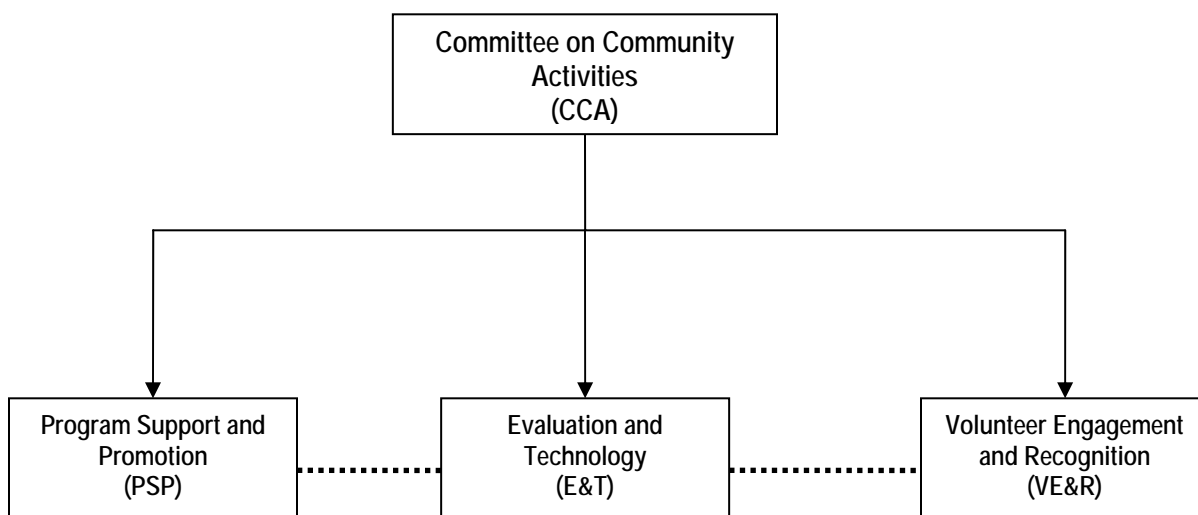 Committee on Community
Activities
(CCA)
Program Support and
Promotion
(PSP)
Evaluation and
Technology
(E&T)
Volunteer Engagement
and Recognition
(VE&R)